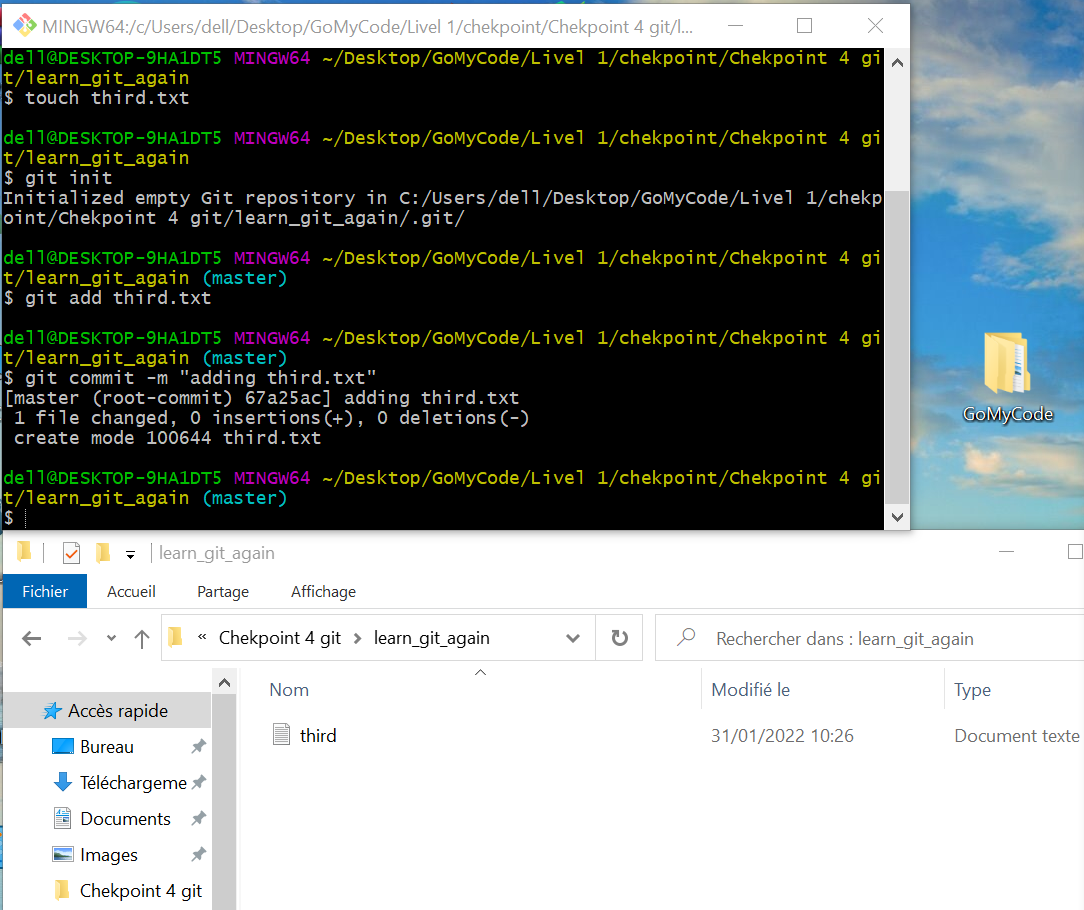 MINGW64:/c/Users/dell/Desktop/GoMyCode/Livel 1/chekpoint/Chekpoint 4 git/l...
dell@DESKTOP-9HA1DT5 MINGW64 ~/Desktop/GoMyCode/Livel 1/chekpoint/Chekpoint 4 gi
t/learn_git_again
$ touch third.txt
dell@DESKTOP-9HA1DT5 MINGW64 ~/Desktop/GoMyCode/Livel 1/chekpoint/Chekpoint 4 gi
t/learn_git_again
$ git init
Initialized empty Git repository in C:/Users/dell/Desktop/GoMyCode/Livel 1/chekp
oint/Chekpoint 4 git/learn_git_again/.git/
dell@DESKTOP-9HA1DT5 MINGW64 ~/Desktop/GoMyCode/Livel 1/chekpoint/Chekpoint 4 gi
t/learn_git_again (master)
$ git add third.txt
dell@DESKTOP-9HA1DT5 MINGW64 ~/Desktop/GoMyCode/Livel 1/chekpoint/Chekpoint 4 gi
t/learn_git_again (master)
$ git commit -m "adding third.txt"
[master (root-commit) 67a25ac] adding third.txt
1 file changed, 0 insertions(+), 0 deletions(-)
create mode 100644 third.txt
dell@DESKTOP-9HA1DT5 MINGW64 ~/Desktop/GoMyCode/Livel 1/chekpoint/Chekpoint 4 gi
t/learn_git_again (master)
$
GoMyCode
learn_git_again
Fichier Accueil Partage Affichage
« Chekpoint 4 git > learn_git_again Rechercher dans : learn_git_again
Nom Modifié le Type
Accès rapide
third 31/01/2022 10:26 Document texte
Bureau
Téléchargeme
Documents
Images
Chekpoint 4 git